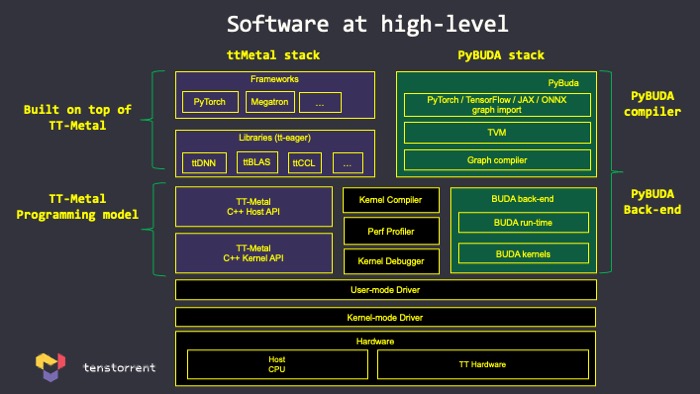 Software at high-level
ttMetal stack
PyBUDA stack
Built on top of
TT-Metal
Frameworks
PyTorch
Megatron
...
Libraries (tt-eager)
ttDNN
ttBLAS
ttCCL
...
PyBuda
PyTorch / TensorFlow / JAX / ONNX
graph import
TVM
Graph compiler
PyBUDA
compiler
TT-Metal
Programming model
TT-Metal
C++ Host API
TT-Metal
C++ Kernel API
Kernel Compiler
Perf Profiler
Kernel Debugger
BUDA back-end
BUDA run-time
BUDA kernels
PyBUDA
Back-end
User-mode Driver
Kernel-mode Driver
Hardware
Host
CPU
TT Hardware
tenstorrent